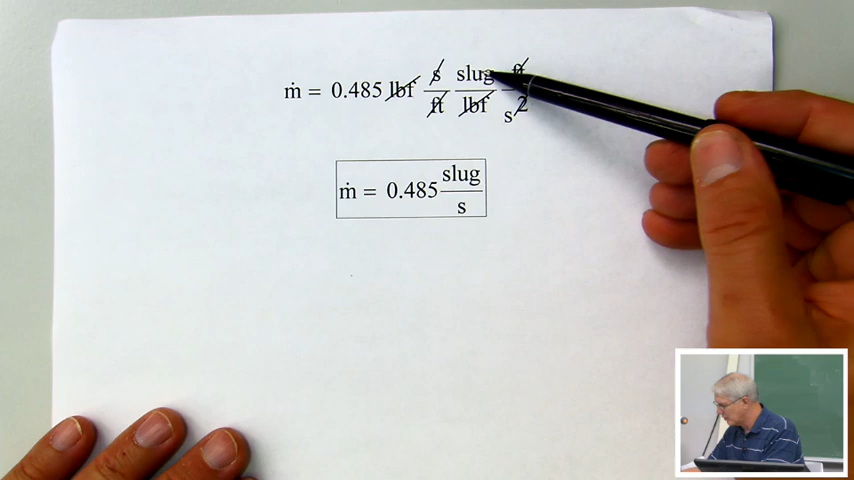 ṁ = 0.485 lbf s/ft slug/lbf ft/s²
ṁ = 0.485 slug/s